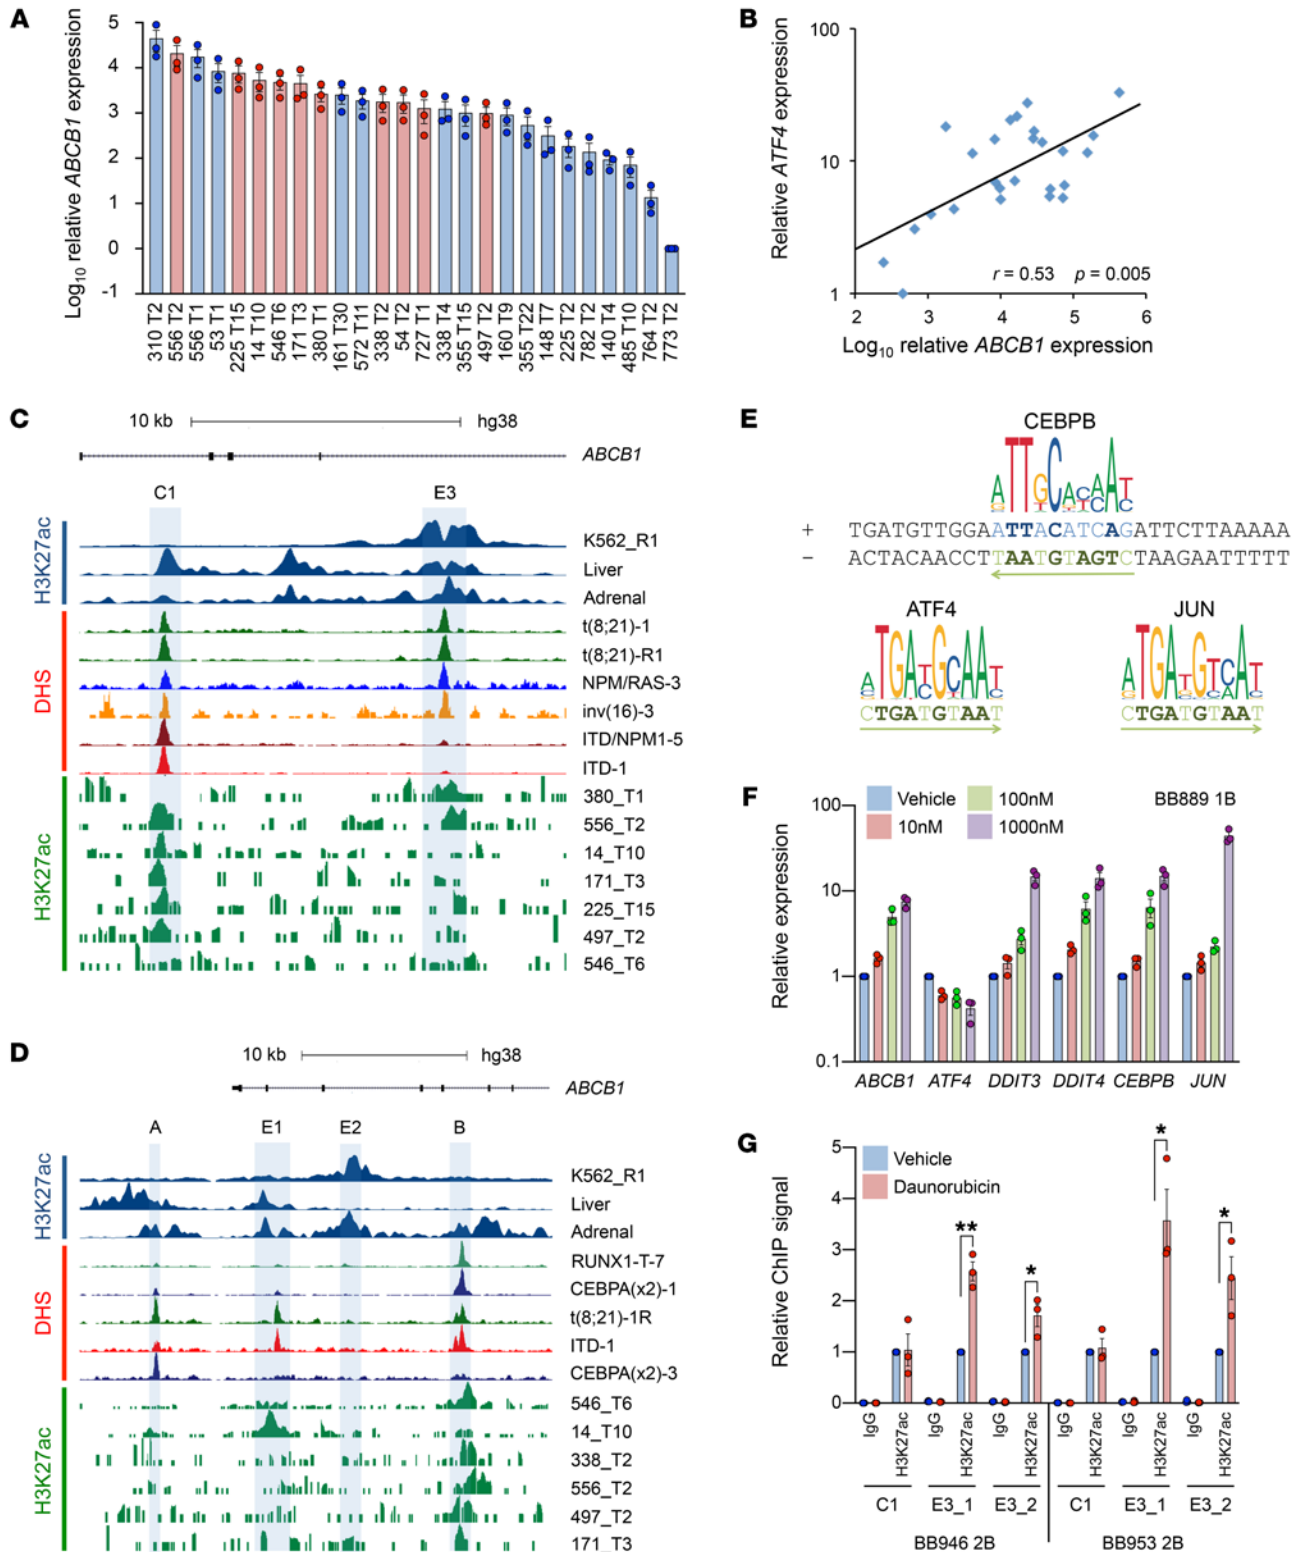 A
Log10 relative ABCB1 expression
5
4
3
2
1
0
-1
310 T2
556 T2
556 T1
53 T1
225 T15
14 T10
546 T6
171 T3
380 T1
161 T30
572 T11
338 T2
54 T2
727 T1
338 T4
355 T15
497 T2
160 T9
355 T22
148 T7
225 T2
782 T2
140 T4
485 T10
764 T2
773 T2
B
Relative ATF4 expression
100
10
1
r = 0.53 p = 0.005
2 3 4 5 6
Log10 relative ABCB1 expression
C
10 kb hg38
ABCB1
C1 E3
H3K27ac
K562_R1
Liver
Adrenal
DHS
t(8;21)-1
t(8;21)-R1
NPM/RAS-3
inv(16)-3
ITD/NPM1-5
ITD-1
H3K27ac
380_T1
556_T2
14_T10
171_T3
225_T15
497_T2
546_T6
D
10 kb hg38
ABCB1
A E1 E2 B
H3K27ac
K562_R1
Liver
Adrenal
DHS
RUNX1-T-7
CEBPA(x2)-1
t(8;21)-1R
ITD-1
CEBPA(x2)-3
H3K27ac
546_T6
14_T10
338_T2
556_T2
497_T2
171_T3
E
CEBPB
+ TGATGTTGGAATTACATCAGATTCTTAAAAA
− ACTACAACCTTAATGTAGTCTAAGAATTTTT
ATF4
CTGATGTAAT
JUN
CTGATGTAAT
F
BB889 1B
Vehicle
10nM
100nM
1000nM
Relative expression
100
10
1
0.1
ABCB1 ATF4 DDIT3 DDIT4 CEBPB JUN
G
Vehicle
Daunorubicin
Relative ChIP signal
5
4
3
2
1
0
** * * *
IgG H3K27ac IgG H3K27ac IgG H3K27ac IgG H3K27ac IgG H3K27ac IgG H3K27ac
C1 E3_1 E3_2 C1 E3_1 E3_2
BB946 2B BB953 2B